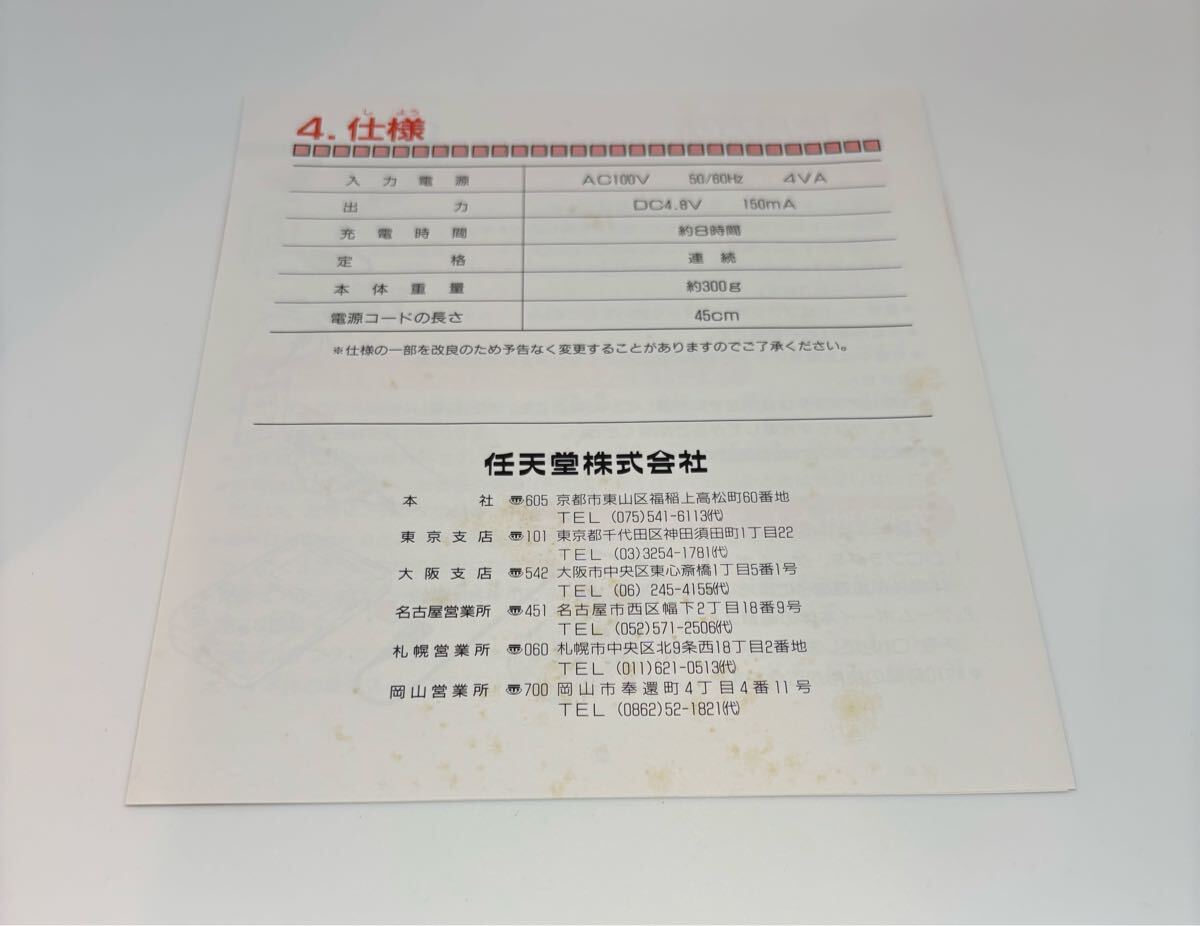 しよう
4.仕様
入力電源 AC100V 50/60Hz 4VA
出力 DC4.8V 150mA
充電時間 約8時間
定格 連続
本体重量 約300g
電源コードの長さ 45cm
※仕様の一部を改良のため予告なく変更することがありますのでご了承ください。
任天堂株式会社
本社 〠605 京都市東山区福稲上高松町60番地
TEL (075)541-6113㈹
東京支店 〠101 東京都千代田区神田須田町1丁目22
TEL (03)3254-1781㈹
大阪支店 〠542 大阪市中央区東心斎橋1丁目5番1号
TEL (06) 245-4155㈹
名古屋営業所 〠451 名古屋市西区幅下2丁目18番9号
TEL (052)571-2506㈹
札幌営業所 〠060 札幌市中央区北9条西18丁目2番地
TEL (011)621-0513㈹
岡山営業所 〠700 岡山市奉還町4丁目4番11号
TEL (0862)52-1821㈹